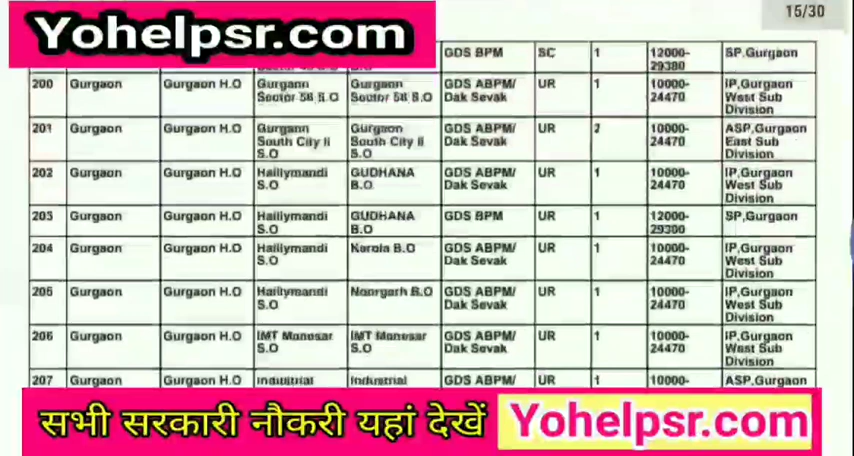 15/30
Yohelpsr.com
GDS BPM SC 1 12000-29380 SP,Gurgaon
200 Gurgaon Gurgaon H.O Gurgaon Sector 56 S.O Gurgaon Sector 56 S.O GDS ABPM/ Dak Sevak UR 1 10000-24470 IP,Gurgaon West Sub Division
201 Gurgaon Gurgaon H.O Gurgaon South City Ii S.O Gurgaon South City Ii S.O GDS ABPM/ Dak Sevak UR 2 10000-24470 ASP,Gurgaon East Sub Division
202 Gurgaon Gurgaon H.O Hailymandi S.O GUDHANA B.O GDS ABPM/ Dak Sevak UR 1 10000-24470 IP,Gurgaon West Sub Division
203 Gurgaon Gurgaon H.O Hailymandi S.O GUDHANA B.O GDS BPM UR 1 12000-29380 SP,Gurgaon
204 Gurgaon Gurgaon H.O Hailymandi S.O B.O GDS ABPM/ Dak Sevak UR 1 10000-24470 IP,Gurgaon West Sub Division
205 Gurgaon Gurgaon H.O Hailymandi S.O B.O GDS ABPM/ Dak Sevak UR 1 10000-24470 IP,Gurgaon West Sub Division
206 Gurgaon Gurgaon H.O IMT Manesar S.O IMT Manesar S.O GDS ABPM/ Dak Sevak UR 1 10000-24470 IP,Gurgaon West Sub Division
207 Gurgaon Gurgaon H.O Industrial Industrial GDS ABPM/ UR 1 10000- ASP,Gurgaon
सभी सरकारी नौकरी यहां देखें Yohelpsr.com